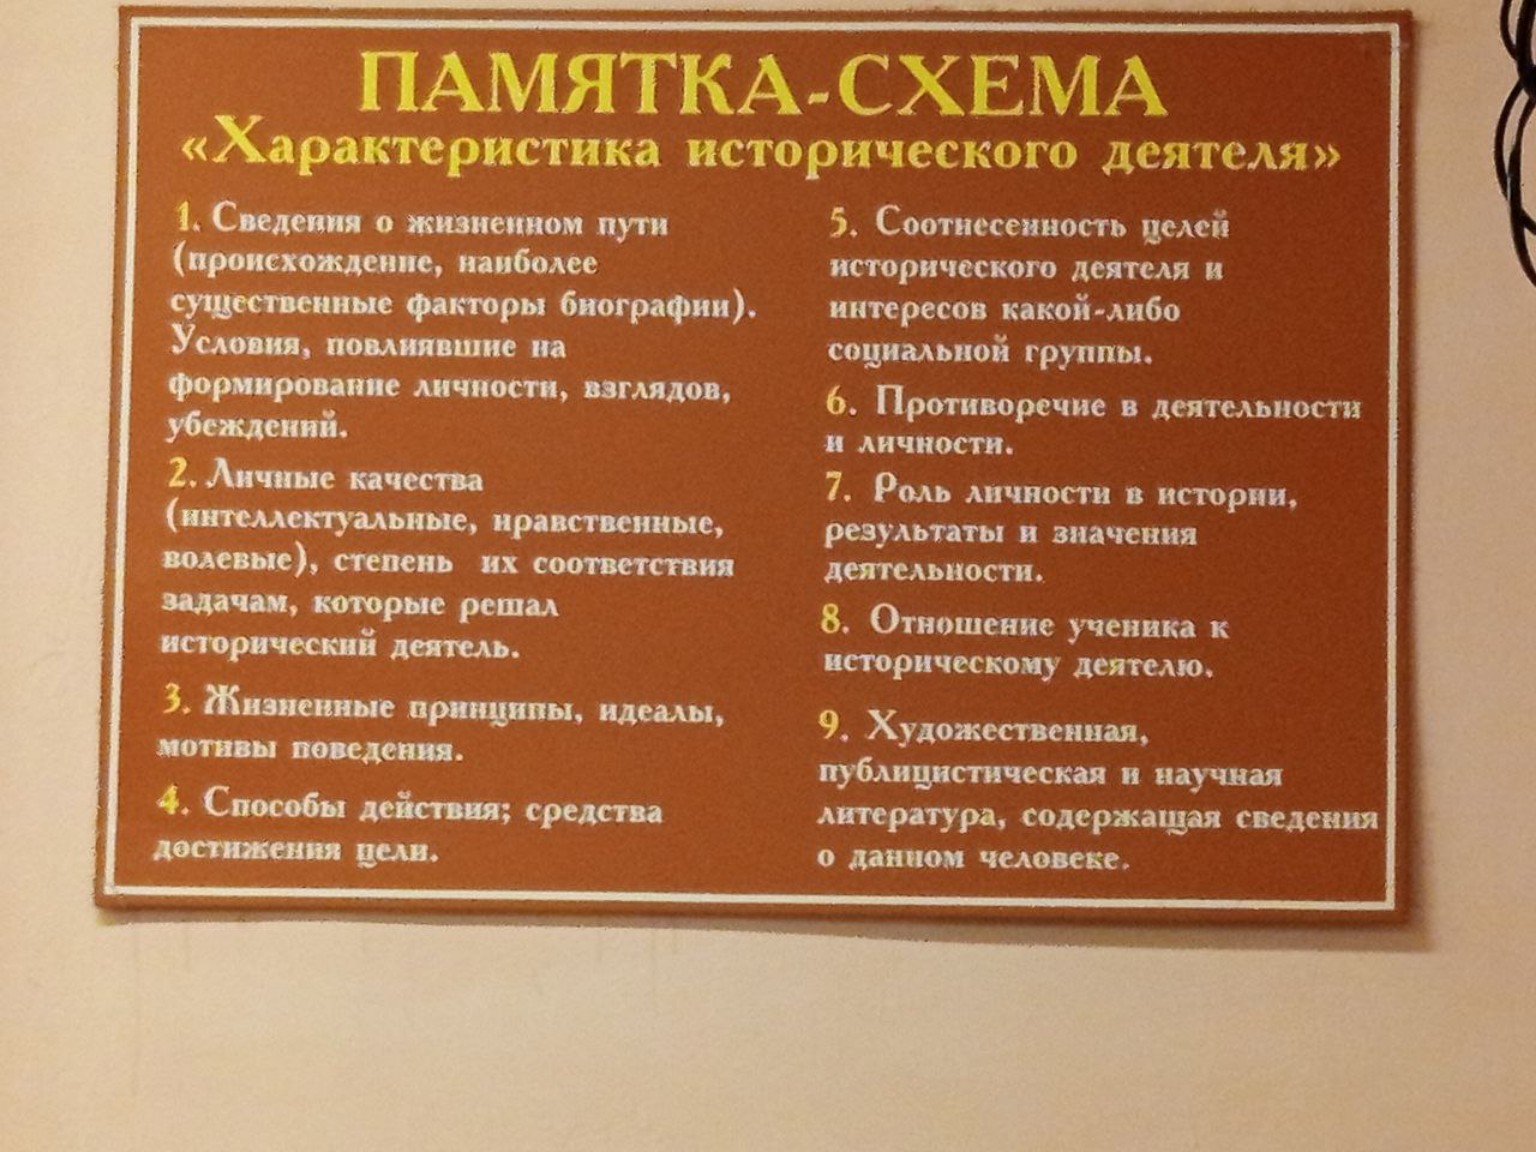 ПАМЯТКА-СХЕМА
«Характеристика исторического деятеля»
1. Сведения о жизненном пути
(происхождение, наиболее
существенные факторы биографии).
Условия, повлиявшие на
формирование личности, взглядов,
убеждений.
2. Личные качества
(интеллектуальные, нравственные,
волевые), степень их соответствия
задачам, которые решал
исторический деятель.
3. Жизненные принципы, идеалы,
мотивы поведения.
4. Способы действия; средства
достижения цели.
5. Соотнесенность целей
исторического деятеля и
интересов какой-либо
социальной группы.
6. Противоречие в деятельности
и личности.
7. Роль личности в истории,
результаты и значения
деятельности.
8. Отношение ученика к
историческому деятелю.
9. Художественная,
публицистическая и научная
литература, содержащая сведения
о данном человеке.